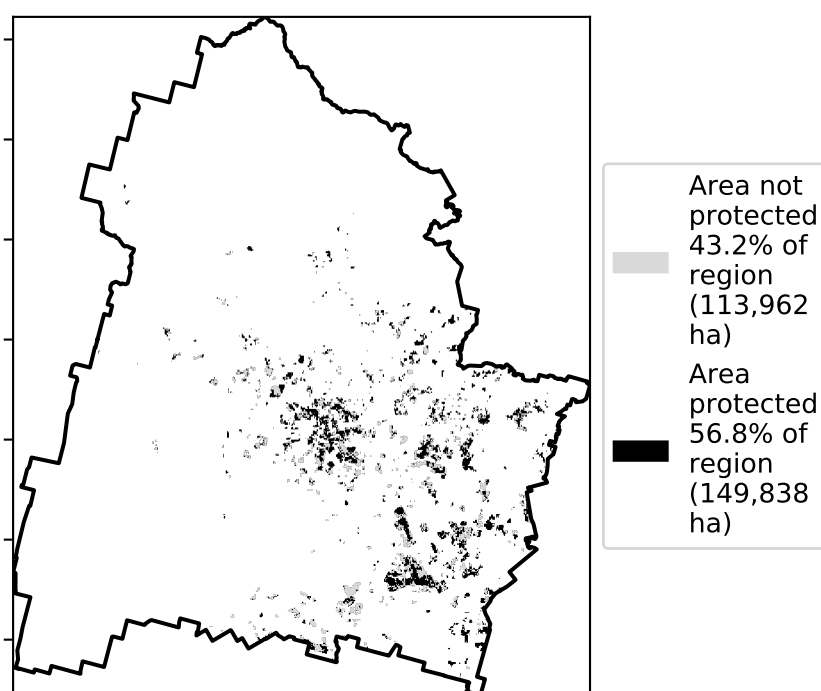 Area not
protected
43.2% of
region
(113,962
ha)
Area
protected
56.8% of
region
(149,838
ha)